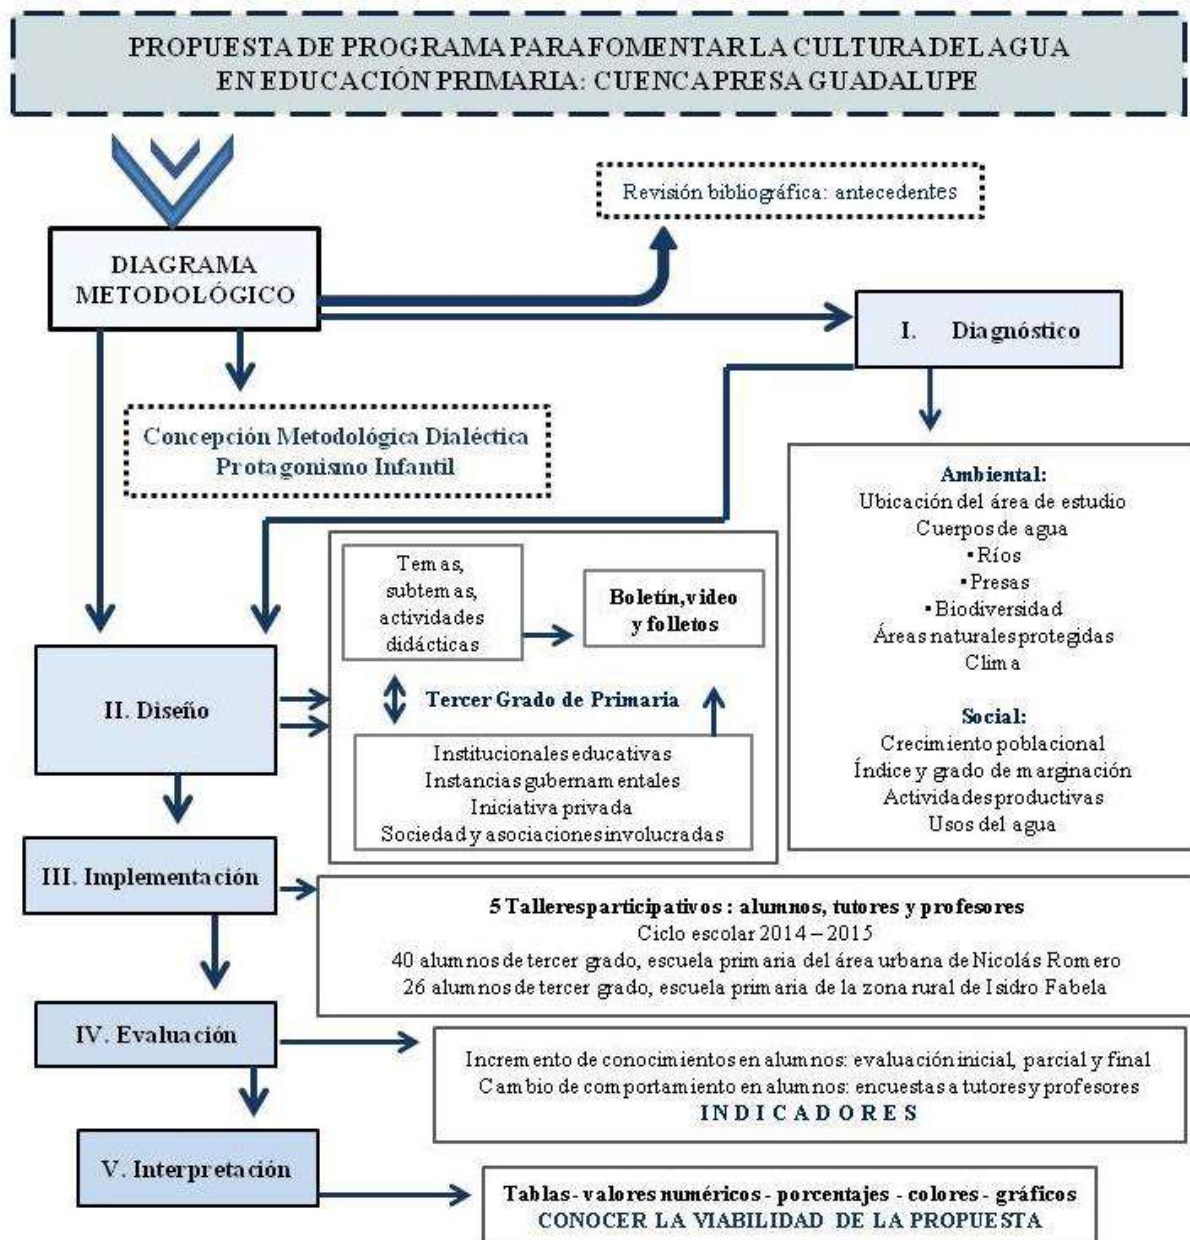 PROPUESTA DE PROGRAMA PARA FOMENTAR LA CULTURA DEL AGUA
EN EDUCACIÓN PRIMARIA: CUENCA PRESA GUADALUPE
Revisión bibliográfica: antecedentes
DIAGRAMA
METODOLÓGICO
I. Diagnóstico
Concepción Metodológica Dialéctica
Protagonismo Infantil
Ambiental:
Ubicación del área de estudio
Cuerpos de agua
▪Ríos
▪Presas
▪Biodiversidad
Áreas naturales protegidas
Clima
Social:
Crecimiento poblacional
Índice y grado de marginación
Actividades productivas
Usos del agua
Temas,
subtemas,
actividades
didácticas
Boletín, video
y folletos
II. Diseño
Tercer Grado de Primaria
Institucionales educativas
Instancias gubernamentales
Iniciativa privada
Sociedad y asociaciones involucradas
III. Implementación
5 Talleres participativos : alumnos, tutores y profesores
Ciclo escolar 2014 – 2015
40 alumnos de tercer grado, escuela primaria del área urbana de Nicolás Romero
26 alumnos de tercer grado, escuela primaria de la zona rural de Isidro Fabela
IV. Evaluación
Incremento de conocimientos en alumnos: evaluación inicial, parcial y final
Cambio de comportamiento en alumnos: encuestas a tutores y profesores
INDICADORES
V. Interpretación
Tablas - valores numéricos - porcentajes - colores - gráficos
CONOCER LA VIABILIDAD DE LA PROPUESTA